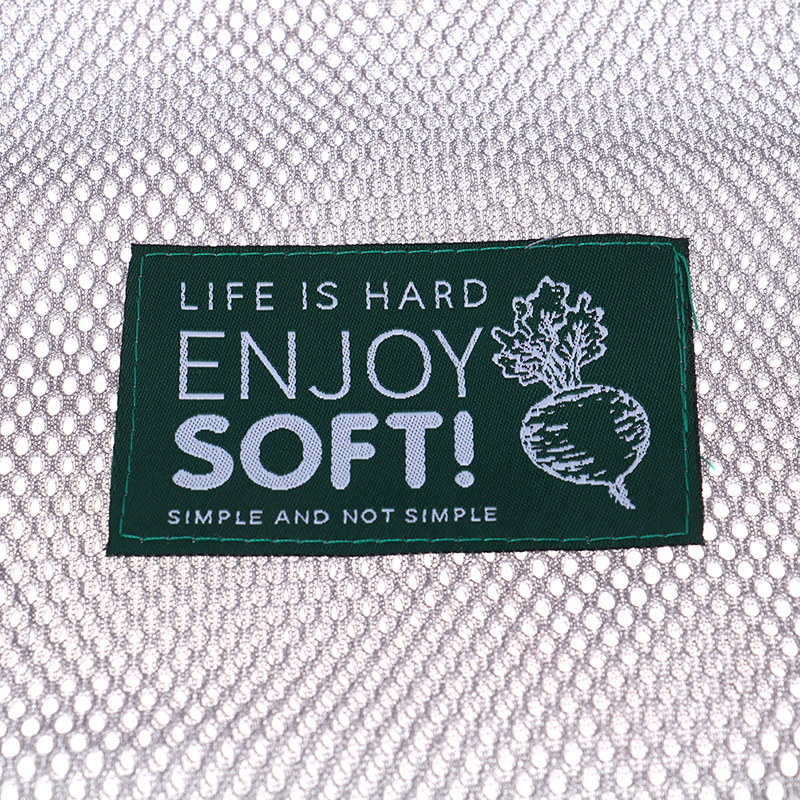 LIFE IS HARD
ENJOY
SOFT!
SIMPLE AND NOT SIMPLE